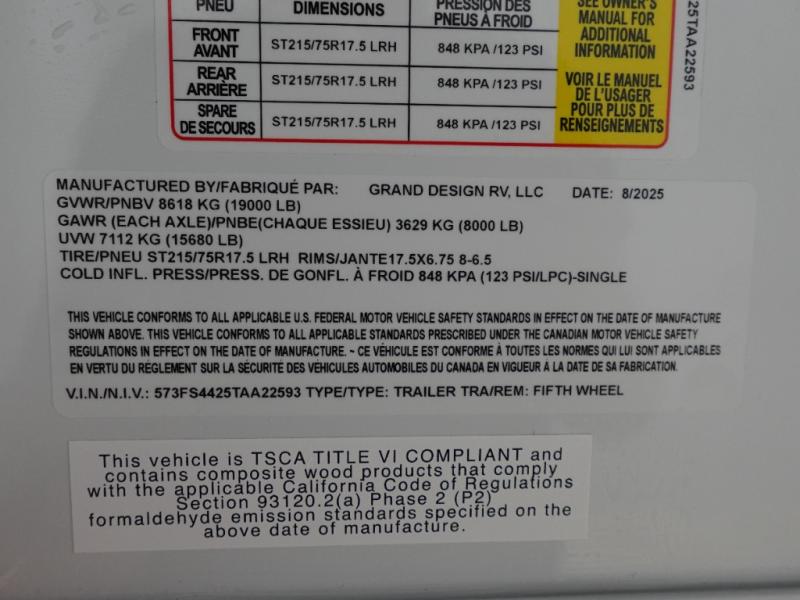 PNEU DIMENSIONS PRESSION DES PNEUS À FROID
SEE OWNER'S MANUAL FOR ADDITIONAL INFORMATION
FRONT AVANT ST215/75R17.5 LRH 848 KPA /123 PSI
REAR ARRIÈRE ST215/75R17.5 LRH 848 KPA /123 PSI
SPARE DE SECOURS ST215/75R17.5 LRH 848 KPA /123 PSI
VOIR LE MANUEL DE L'USAGER POUR PLUS DE RENSEIGNEMENTS
25TAA22593
MANUFACTURED BY/FABRIQUÉ PAR: GRAND DESIGN RV, LLC DATE: 8/2025
GVWR/PNBV 8618 KG (19000 LB)
GAWR (EACH AXLE)/PNBE(CHAQUE ESSIEU) 3629 KG (8000 LB)
UVW 7112 KG (15680 LB)
TIRE/PNEU ST215/75R17.5 LRH RIMS/JANTE17.5X6.75 8-6.5
COLD INFL. PRESS/PRESS. DE GONFL. À FROID 848 KPA (123 PSI/LPC)-SINGLE
THIS VEHICLE CONFORMS TO ALL APPLICABLE U.S. FEDERAL MOTOR VEHICLE SAFETY STANDARDS IN EFFECT ON THE DATE OF MANUFACTURE
SHOWN ABOVE. THIS VEHICLE CONFORMS TO ALL APPLICABLE STANDARDS PRESCRIBED UNDER THE CANADIAN MOTOR VEHICLE SAFETY
REGULATIONS IN EFFECT ON THE DATE OF MANUFACTURE. ~ CE VÉHICULE EST CONFORME À TOUTES LES NORMES QUI LUI SONT APPLICABLES
EN VERTU DU RÈGLEMENT SUR LA SÉCURITÉ DES VÉHICULES AUTOMOBILES DU CANADA EN VIGUEUR À LA DATE DE SA FABRICATION.
V.I.N./N.I.V.: 573FS4425TAA22593 TYPE/TYPE: TRAILER TRA/REM: FIFTH WHEEL
This vehicle is TSCA TITLE VI COMPLIANT and
contains composite wood products that comply
with the applicable California Code of Regulations
Section 93120.2(a) Phase 2 (P2)
formaldehyde emission standards specified on the
above date of manufacture.